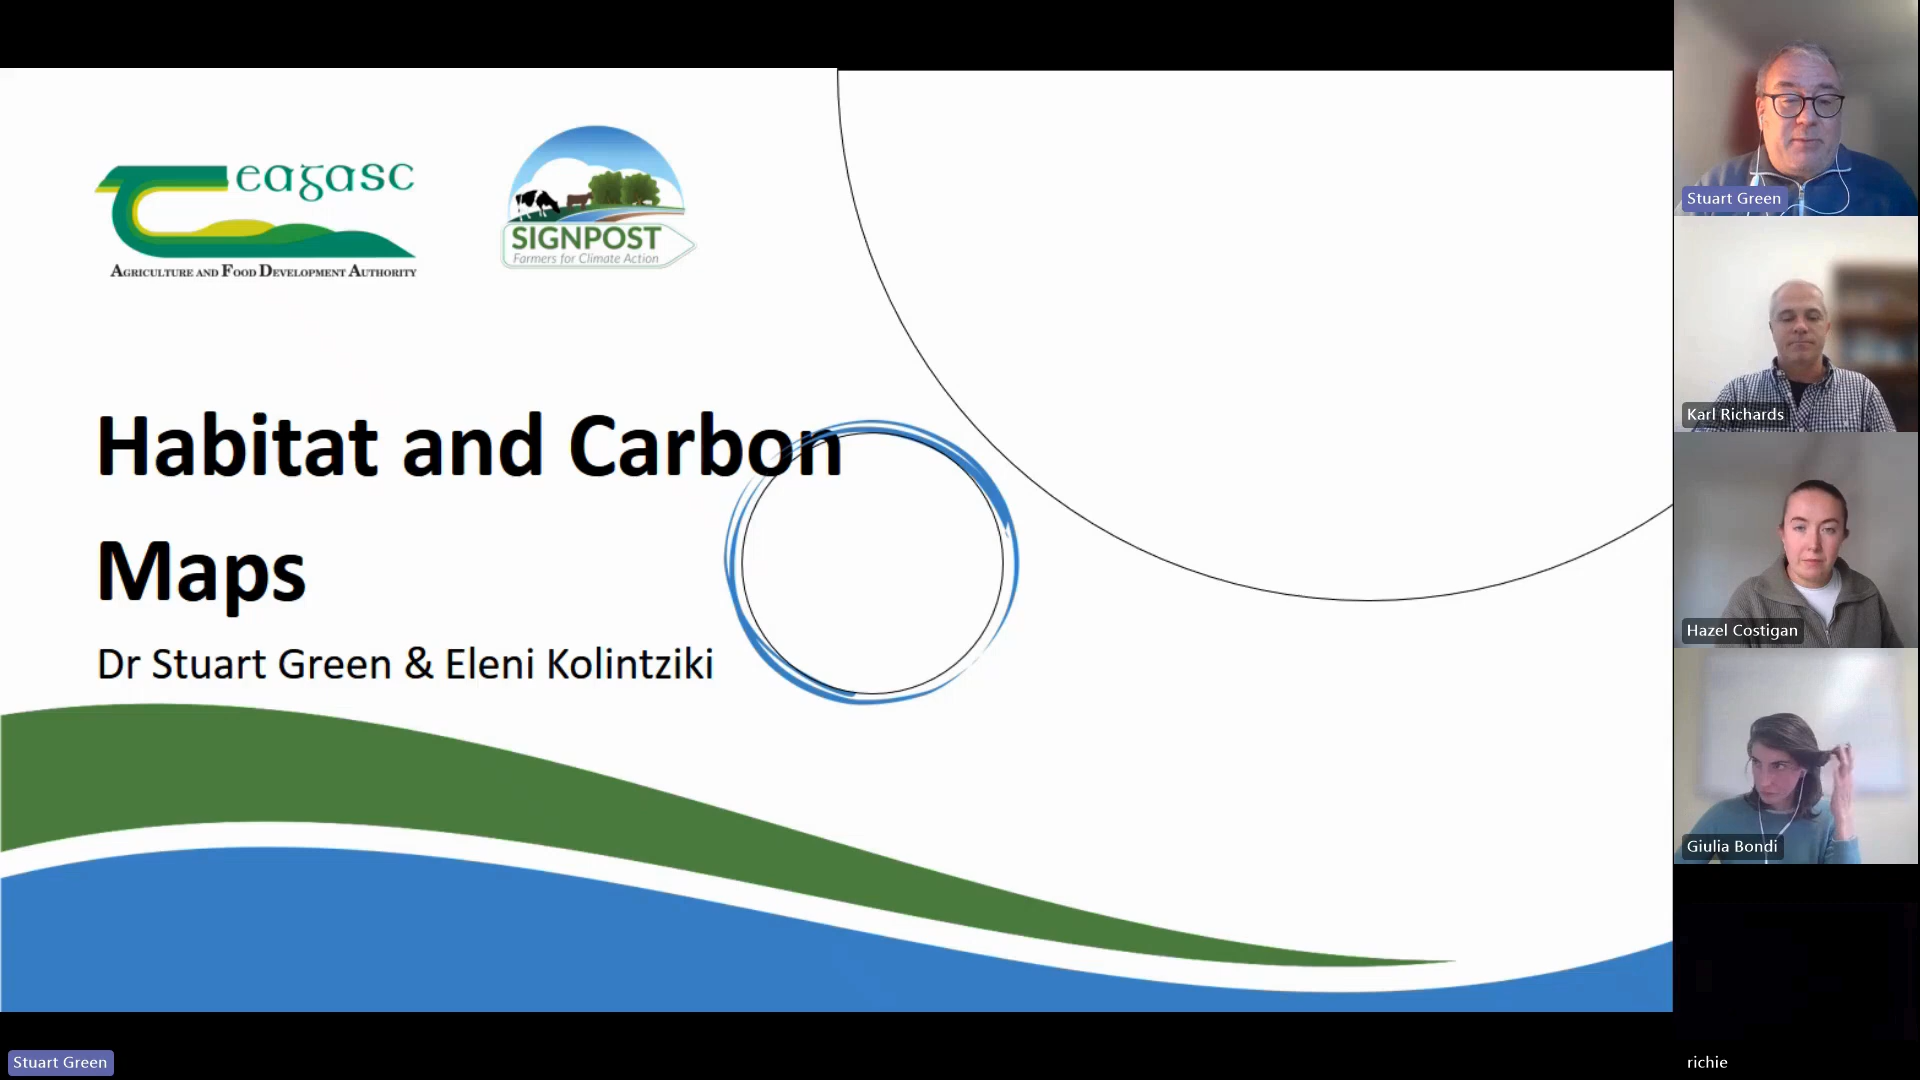 eagasc
AGRICULTURE AND FOOD DEVELOPMENT AUTHORITY
SIGNPOST
Farmers for Climate Action
Habitat and Carbon
Maps
Dr Stuart Green & Eleni Kolintziki
Stuart Green
Karl Richards
Hazel Costigan
Giulia Bondi
richie
Stuart Green